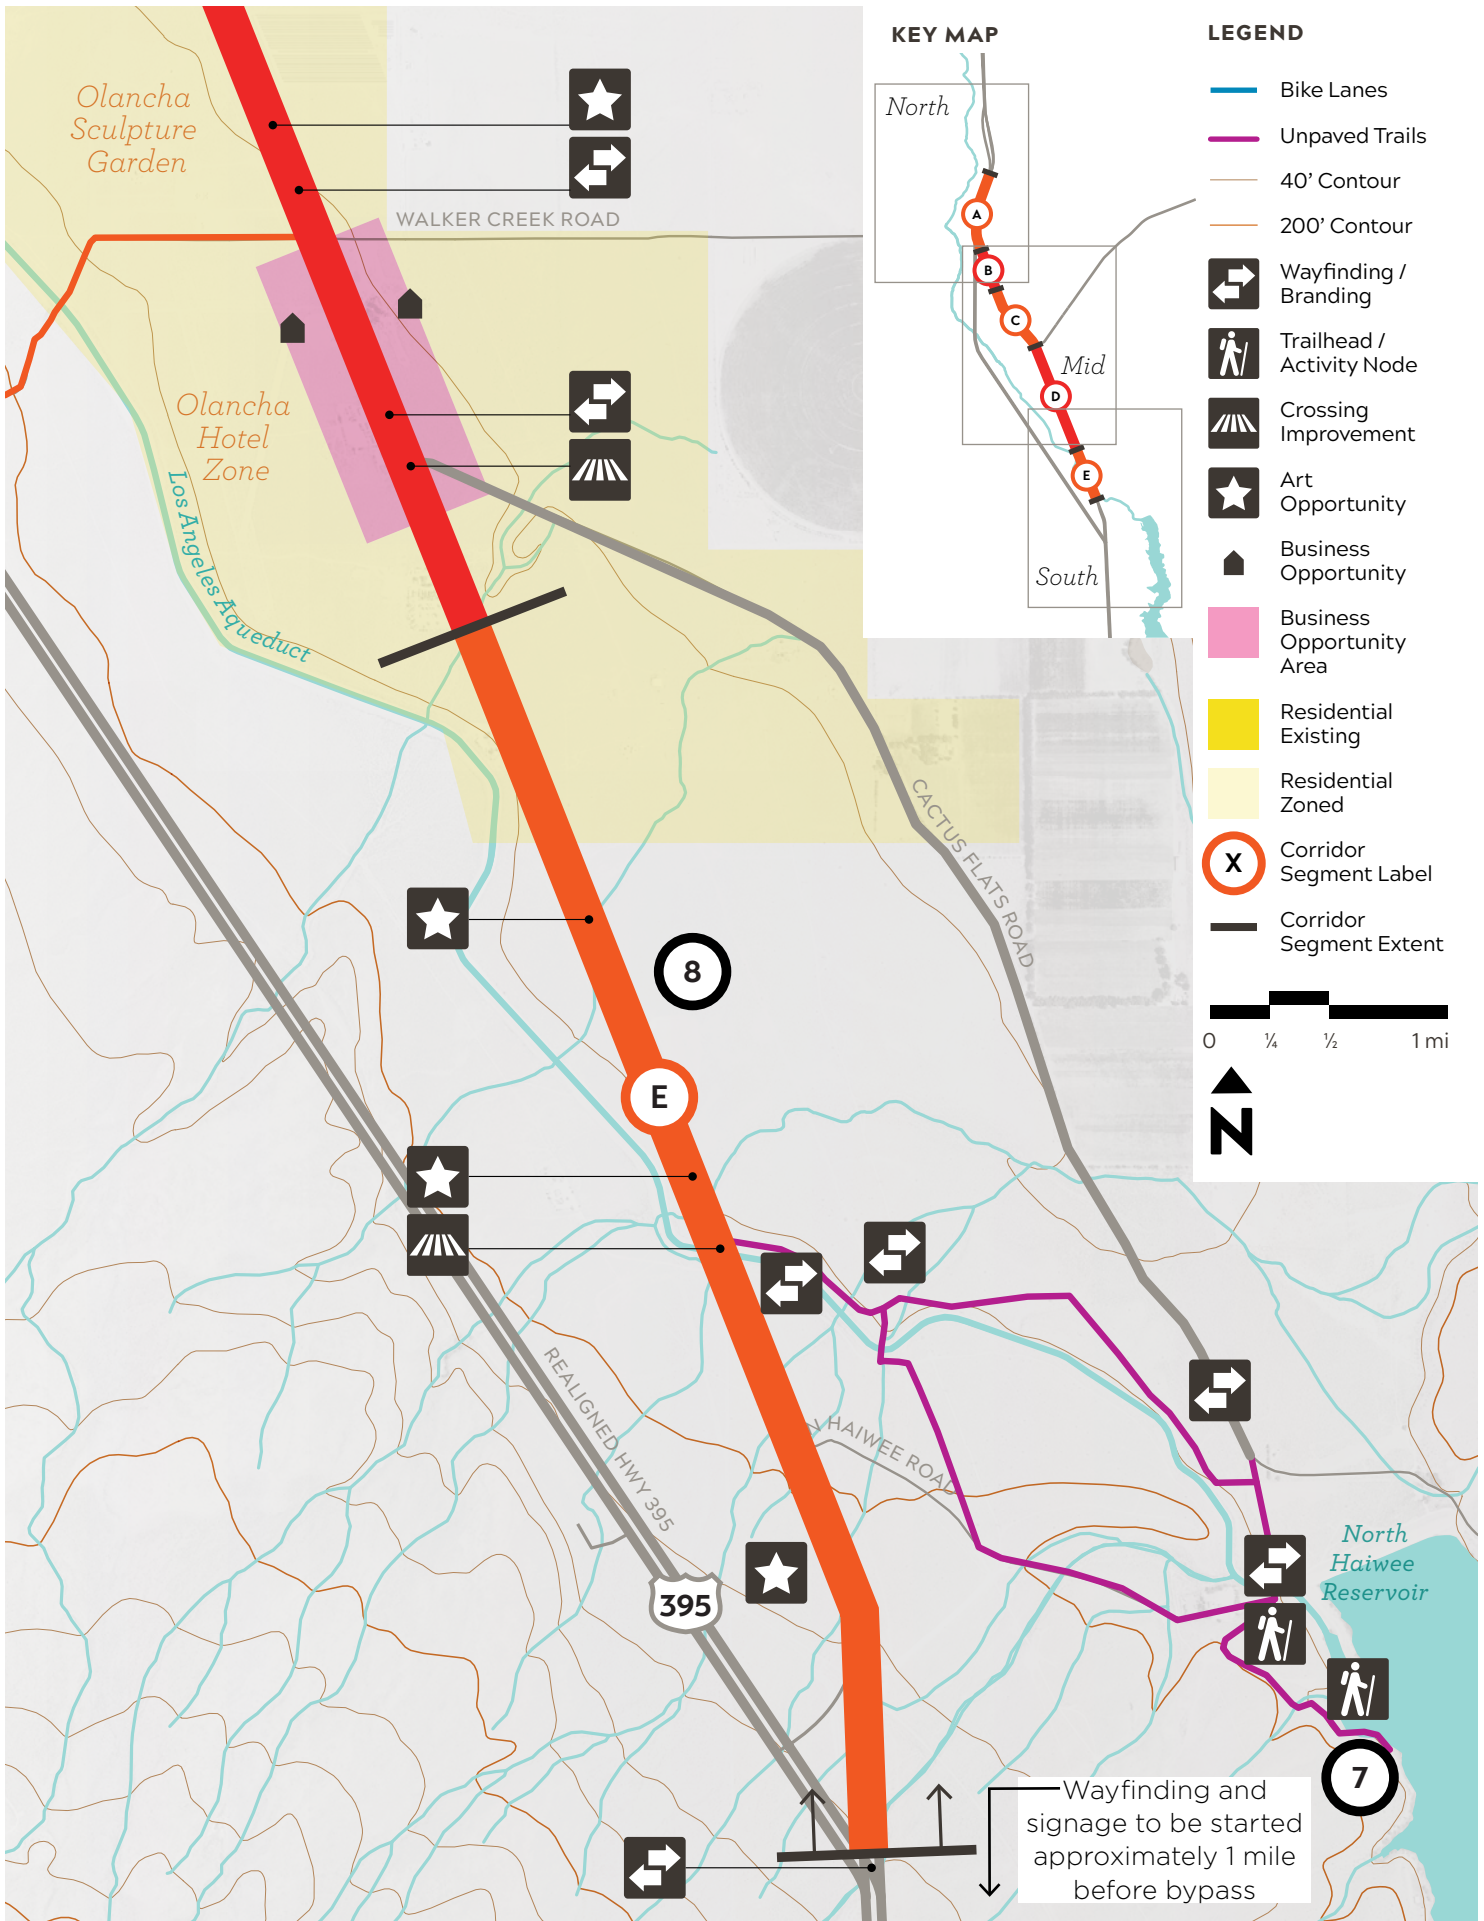 Olancha
Sculpture
Garden
WALKER CREEK ROAD
Olancha
Hotel
Zone
Los Angeles Aqueduct
CACTUS FLATS ROAD
8
E
REALIGNED HWY 395
N HAIWEE ROAD
395
North
Haiwee
Reservoir
7
Wayfinding and
signage to be started
approximately 1 mile
before bypass
KEY MAP
North
A
B
C
Mid
D
E
South
LEGEND
Bike Lanes
Unpaved Trails
40’ Contour
200’ Contour
Wayfinding /
Branding
Trailhead /
Activity Node
Crossing
Improvement
Art
Opportunity
Business
Opportunity
Business
Opportunity
Area
Residential
Existing
Residential
Zoned
X
Corridor
Segment Label
Corridor
Segment Extent
0 ¼ ½ 1 mi
N